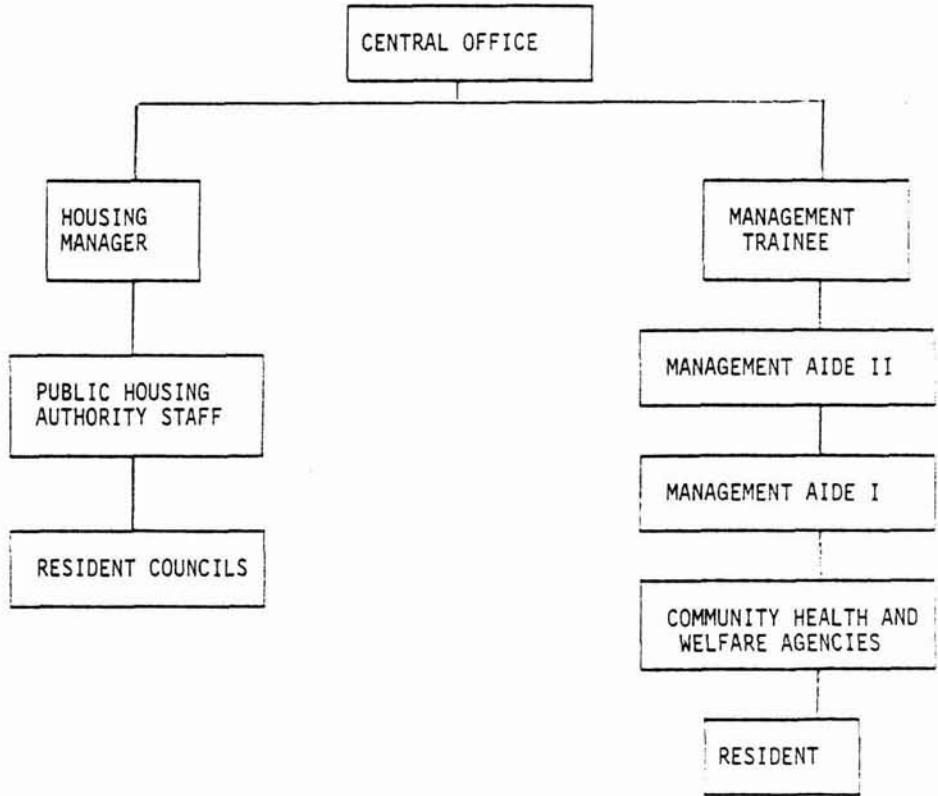 CENTRAL OFFICE
HOUSING
MANAGER
MANAGEMENT
TRAINEE
PUBLIC HOUSING
AUTHORITY STAFF
MANAGEMENT AIDE II
RESIDENT COUNCILS
MANAGEMENT AIDE I
COMMUNITY HEALTH AND
WELFARE AGENCIES
RESIDENT